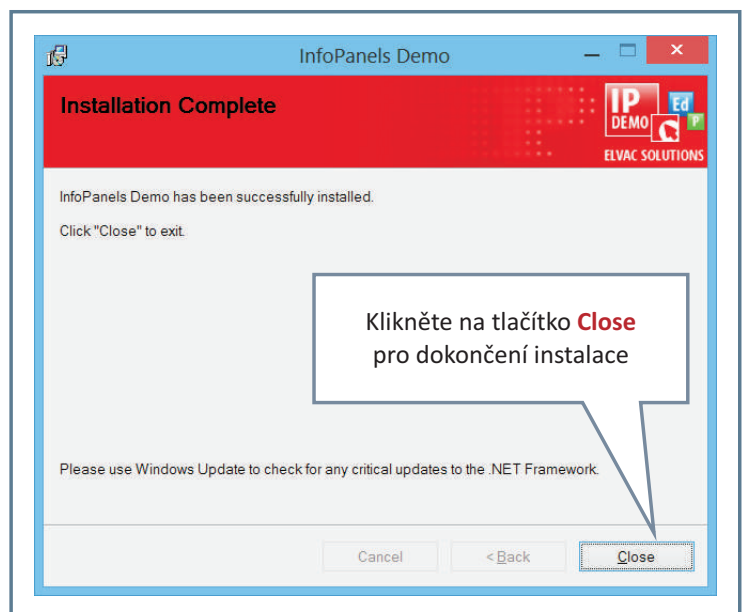 InfoPanels Demo
Installation Complete
IP
DEMO
Ed
P
ELVAC SOLUTIONS
InfoPanels Demo has been successfully installed.
Click "Close" to exit.
Klikněte na tlačítko Close
pro dokončení instalace
Please use Windows Update to check for any critical updates to the .NET Framework.
Cancel
< Back
Close